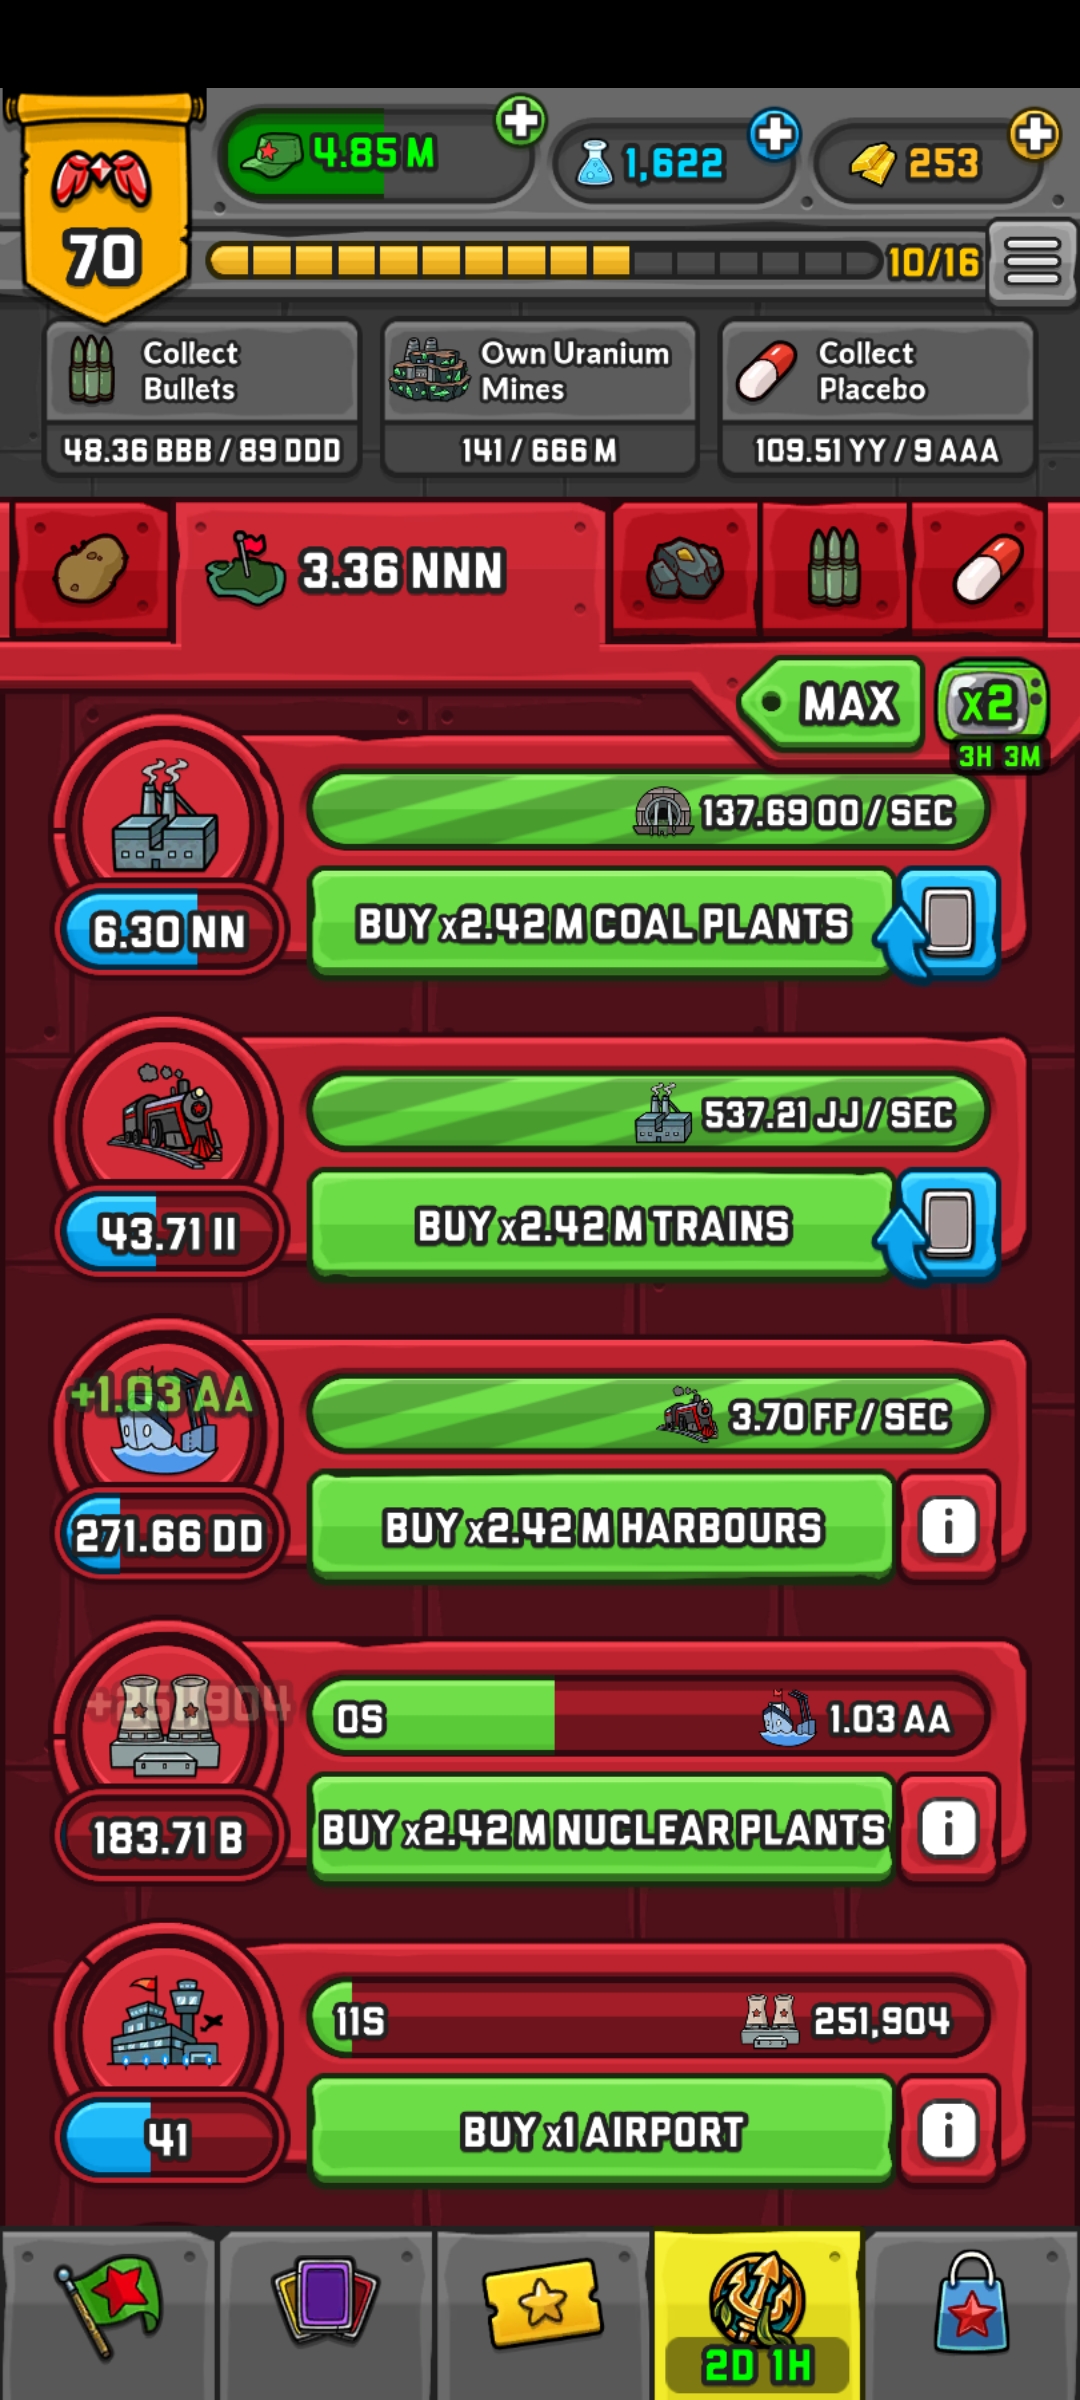 4.85 M
1,622
253
70
10/16
Collect
Bullets
48.36 BBB / 89 DDD
Own Uranium
Mines
141 / 666 M
Collect
Placebo
109.51 YY / 9 AAA
3.36 NNN
MAX
x2
3H 3M
137.69 OO / SEC
6.30 NN
BUY x2.42 M COAL PLANTS
537.21 JJ / SEC
43.71 II
BUY x2.42 M TRAINS
+1.03 AA
3.70 FF / SEC
271.66 DD
BUY x2.42 M HARBOURS
i
+251,904
0S
1.03 AA
183.71 B
BUY x2.42 M NUCLEAR PLANTS
i
11S
251,904
41
BUY x1 AIRPORT
i
2D 1H